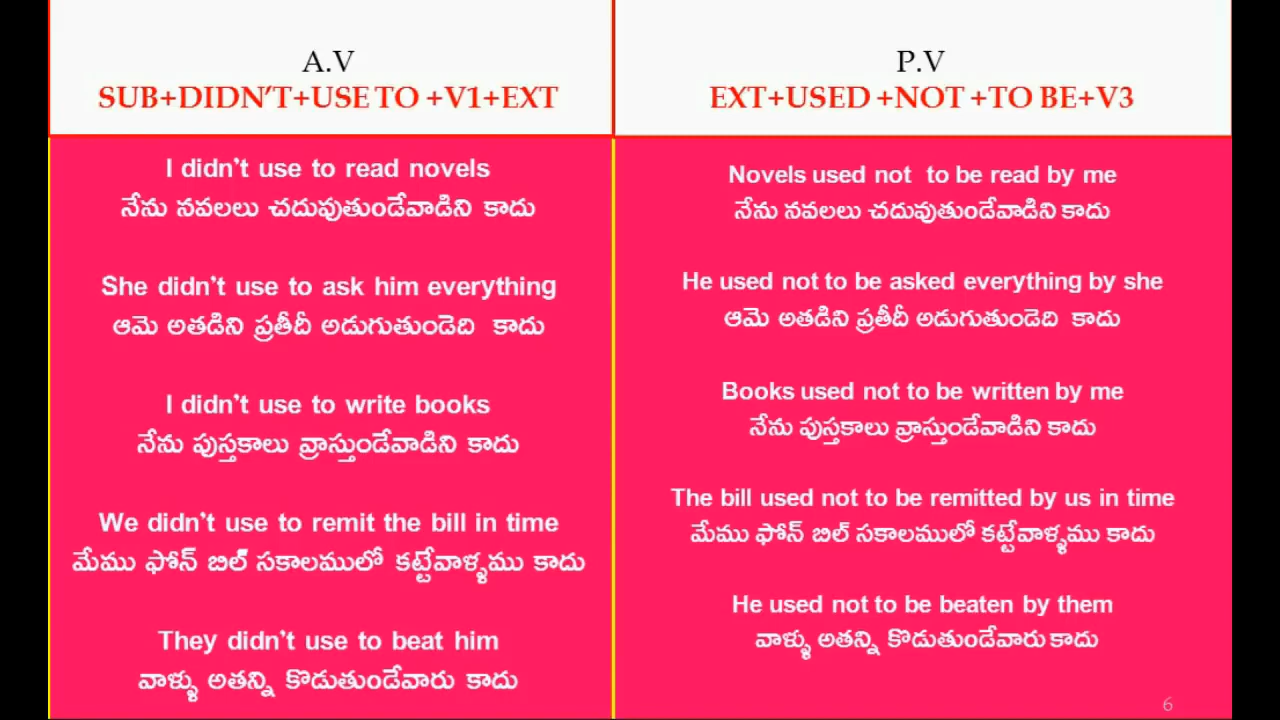 A.V
SUB+DIDN'T+USE TO +V1+EXT
I didn't use to read novels
నేను నవలలు చదువుతుండేవాడిని కాదు
She didn't use to ask him everything
ఆమె అతడిని ప్రతీదీ అడుగుతుండెది కాదు
I didn't use to write books
నేను పుస్తకాలు వ్రాస్తుండేవాడిని కాదు
We didn't use to remit the bill in time
మేము ఫోన్ బిల్ సకాలములో కట్టేవాళ్ళము కాదు
They didn't use to beat him
వాళ్ళు అతన్ని కొడుతుండేవారు కాదు
P.V
EXT+USED +NOT +TO BE+V3
Novels used not to be read by me
నేను నవలలు చదువుతుండేవాడిని కాదు
He used not to be asked everything by she
ఆమె అతడిని ప్రతీదీ అడుగుతుండెది కాదు
Books used not to be written by me
నేను పుస్తకాలు వ్రాస్తుండేవాడిని కాదు
The bill used not to be remitted by us in time
మేము ఫోన్ బిల్ సకాలములో కట్టేవాళ్ళము కాదు
He used not to be beaten by them
వాళ్ళు అతన్ని కొడుతుండేవారు కాదు
6